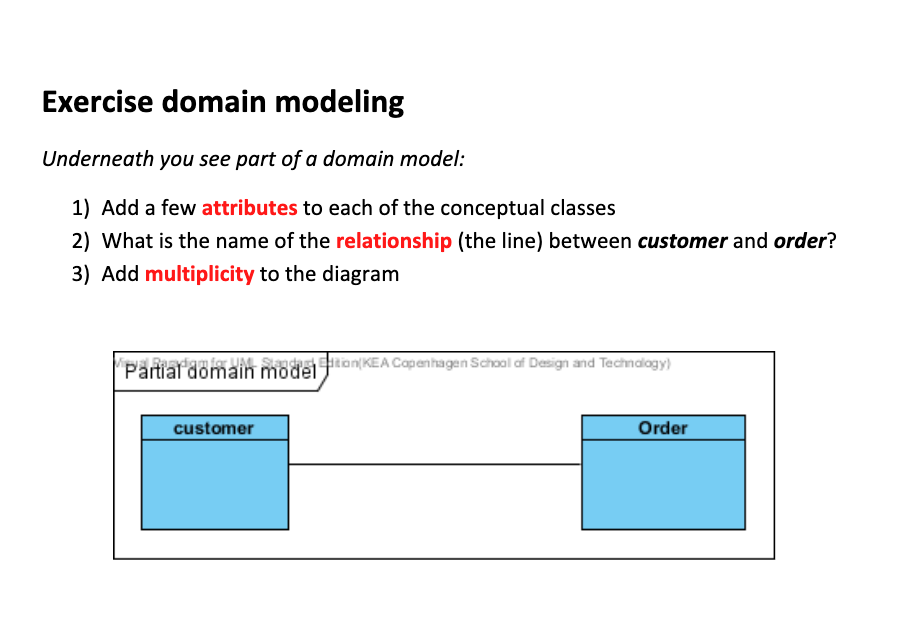 Exercise domain modeling
Underneath you see part of a domain model:
1) Add a few attributes to each of the conceptual classes
2) What is the name of the relationship (the line) between customer and order?
3) Add multiplicity to the diagram
Visual Paradigm for UML Standard Edition(KEA Copenhagen School of Design and Technology)
Partial domain model
customer
Order